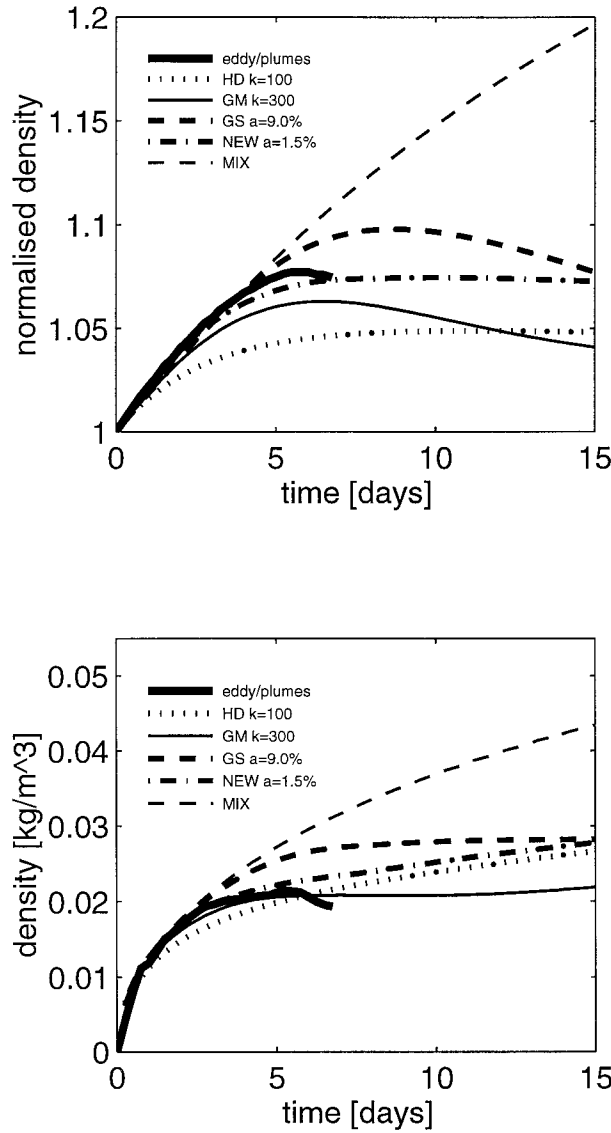 1.2
1.15
1.1
1.05
1
normalised density
eddy/plumes
HD k=100
GM k=300
GS a=9.0%
NEW a=1.5%
MIX
0
5
10
15
time [days]
0.05
0.04
0.03
0.02
0.01
0
density [kg/m^3]
eddy/plumes
HD k=100
GM k=300
GS a=9.0%
NEW a=1.5%
MIX
0
5
10
15
time [days]